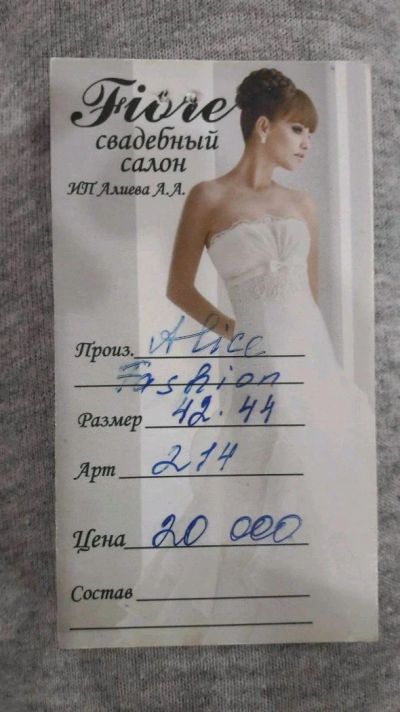 Fiore
свадебный
салон
ИП Алиева А.А.
Произ. Alice
Fashion
Размер 42.44
Арт 214
Цена 20 000
Состав